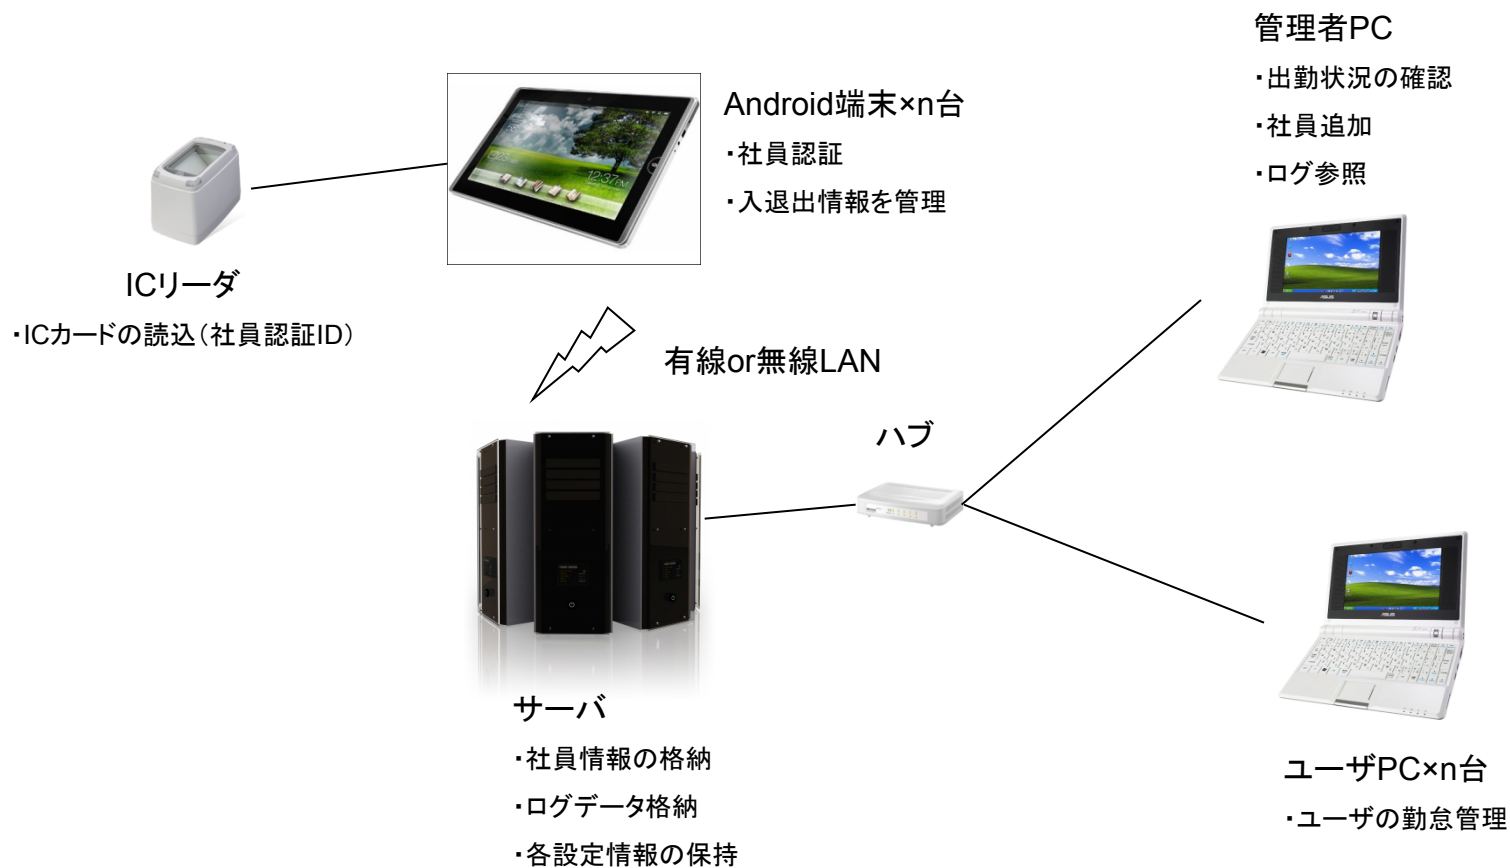 管理者PC
・出勤状況の確認
・社員追加
・ログ参照
Android端末×n台
・社員認証
・入退出情報を管理
12:37PM
ICリーダ
・ICカードの読込（社員認証ID）
有線or無線LAN
ハブ
サーバ
・社員情報の格納
・ログデータ格納
・各設定情報の保持
ASUS
ASUS
ユーザPC×n台
・ユーザの勤怠管理